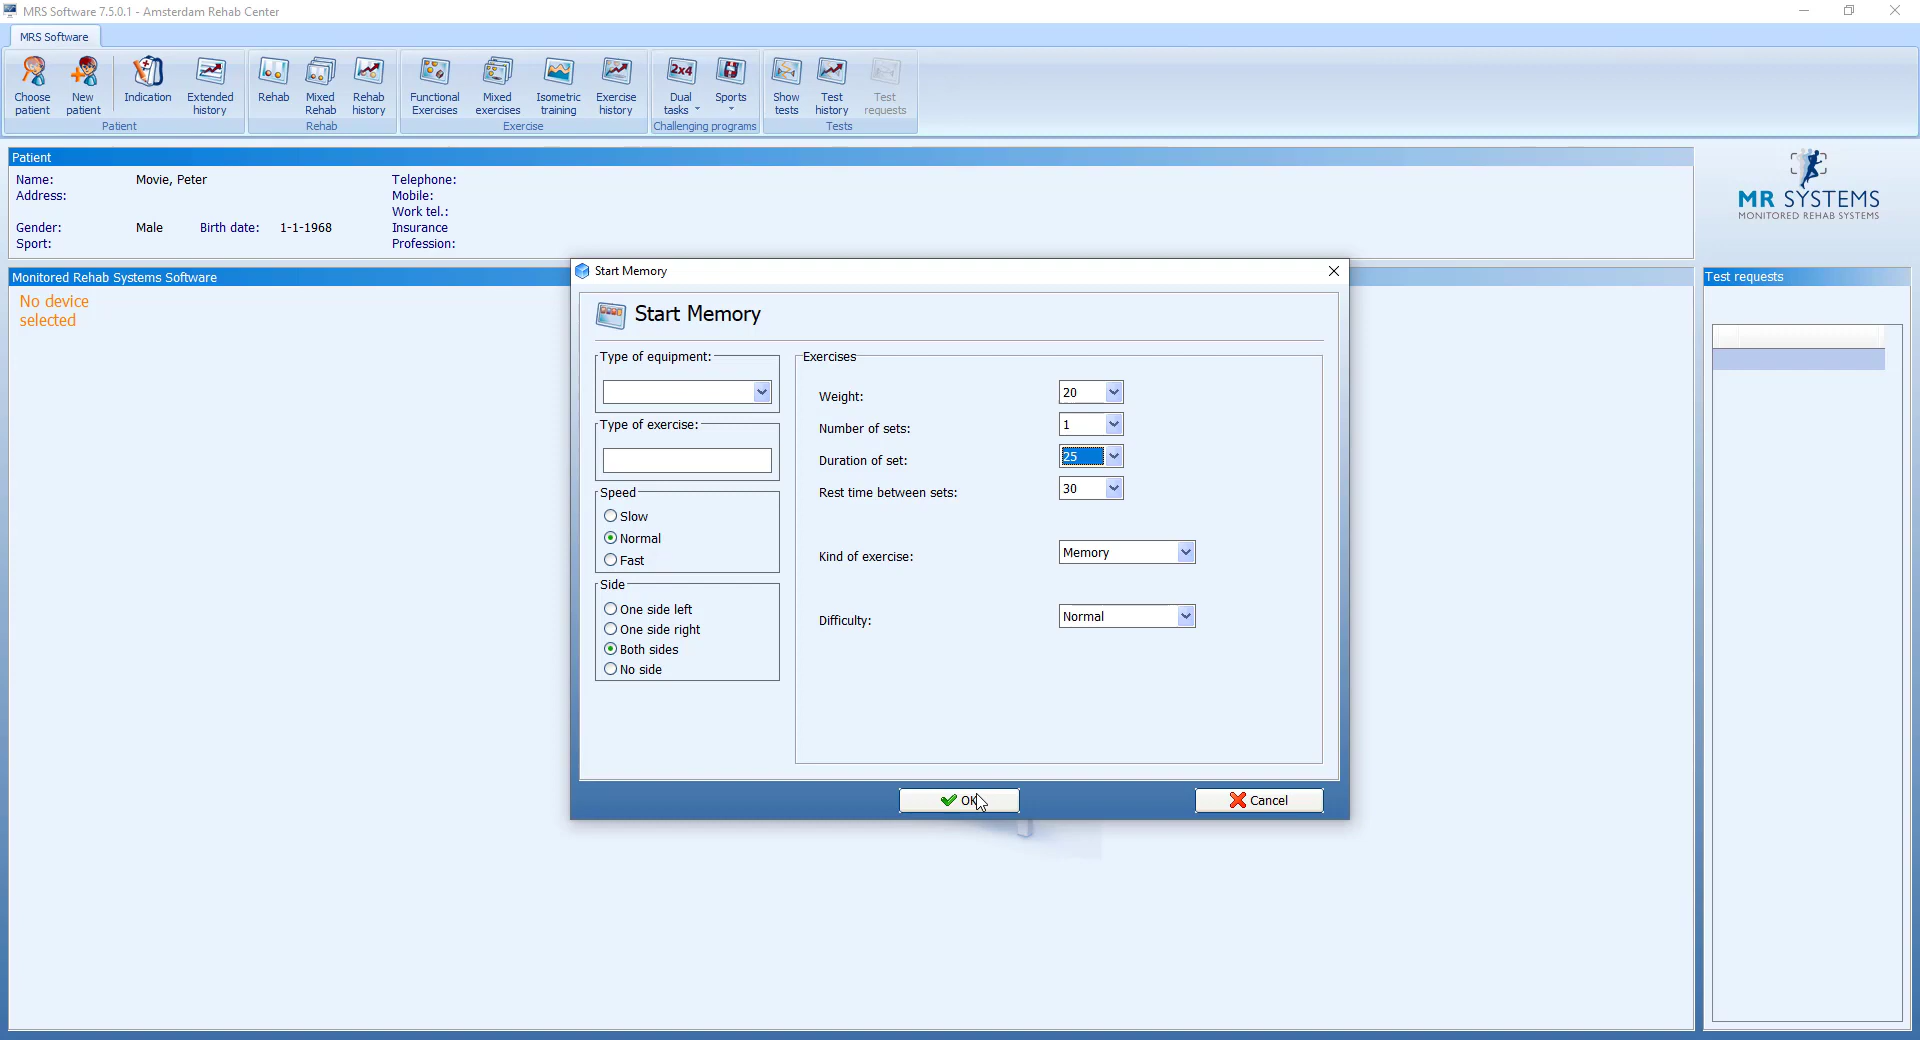 MRS Software 7.5.0.1 - Amsterdam Rehab Center
MRS Software
Choose patient
New patient
Indication
Extended history
Patient
Rehab
Mixed Rehab
Rehab history
Rehab
Functional Exercises
Mixed exercises
Isometric training
Exercise history
Exercise
2x4
Dual tasks
Sports
Challenging programs
Show tests
Test history
Test requests
Tests
Patient
Name: Movie, Peter Telephone:
Address: Mobile:
Work tel.:
Gender: Male Birth date: 1-1-1968 Insurance
Sport: Profession:
MR SYSTEMS
MONITORED REHAB SYSTEMS
Monitored Rehab Systems Software
No device
selected
Test requests
Start Memory
Start Memory
Type of equipment:
Type of exercise:
Speed
Slow
Normal
Fast
Side
One side left
One side right
Both sides
No side
Exercises
Weight: 20
Number of sets: 1
Duration of set: 25
Rest time between sets: 30
Kind of exercise: Memory
Difficulty: Normal
OK
Cancel